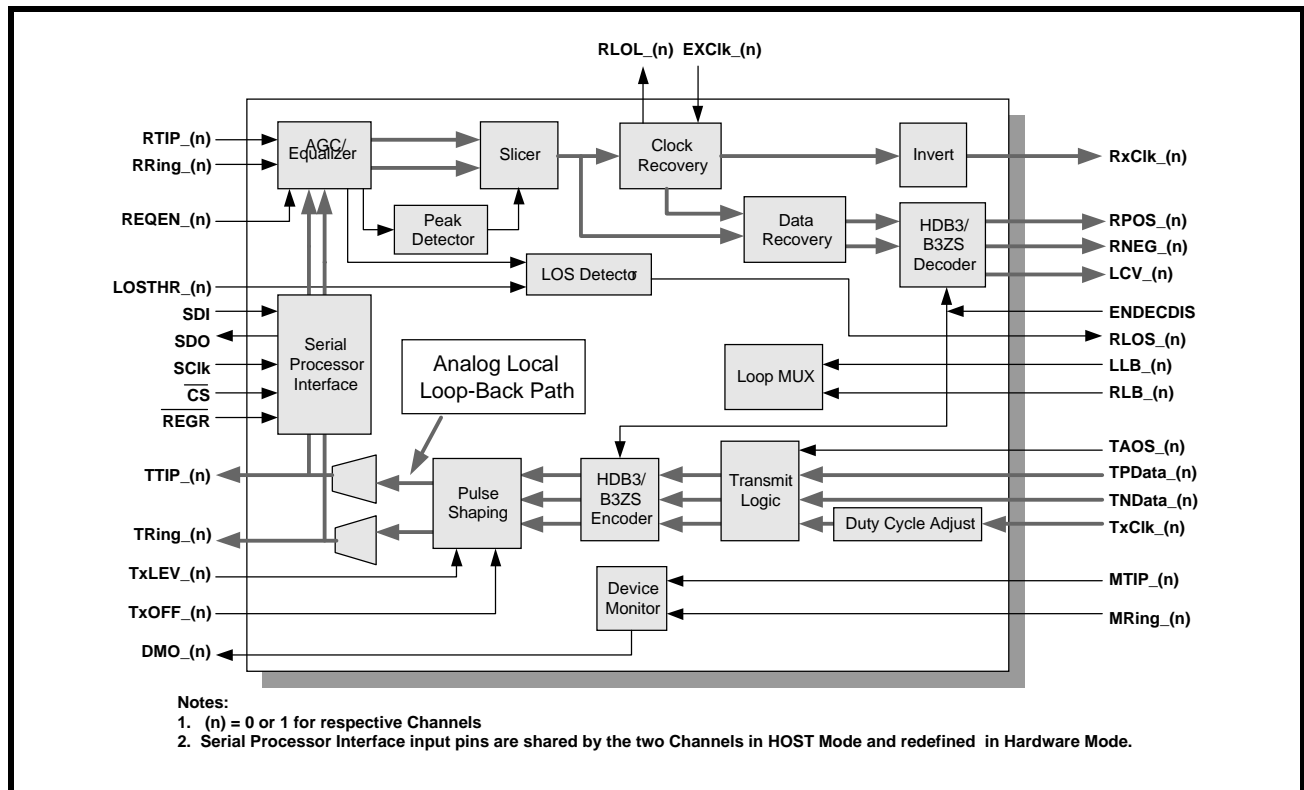 RLOL_(n) EXClk_(n)
RTIP_(n)
RRing_(n)
REQEN_(n)
LOSTHR_(n)
SDI
SDO
SClk
CS
REGR
TTIP_(n)
TRing_(n)
TxLEV_(n)
TxOFF_(n)
DMO_(n)
AGC/
Equalizer
Slicer
Clock
Recovery
Invert
Peak
Detector
Data
Recovery
HDB3/
B3ZS
Decoder
LOS Detector
Serial
Processor
Interface
Analog Local
Loop-Back Path
Loop MUX
Pulse
Shaping
HDB3/
B3ZS
Encoder
Transmit
Logic
Duty Cycle Adjust
Device
Monitor
RxClk_(n)
RPOS_(n)
RNEG_(n)
LCV_(n)
ENDECDIS
RLOS_(n)
LLB_(n)
RLB_(n)
TAOS_(n)
TPData_(n)
TNData_(n)
TxClk_(n)
MTIP_(n)
MRing_(n)
Notes:
1. (n) = 0 or 1 for respective Channels
2. Serial Processor Interface input pins are shared by the two Channels in HOST Mode and redefined in Hardware Mode.